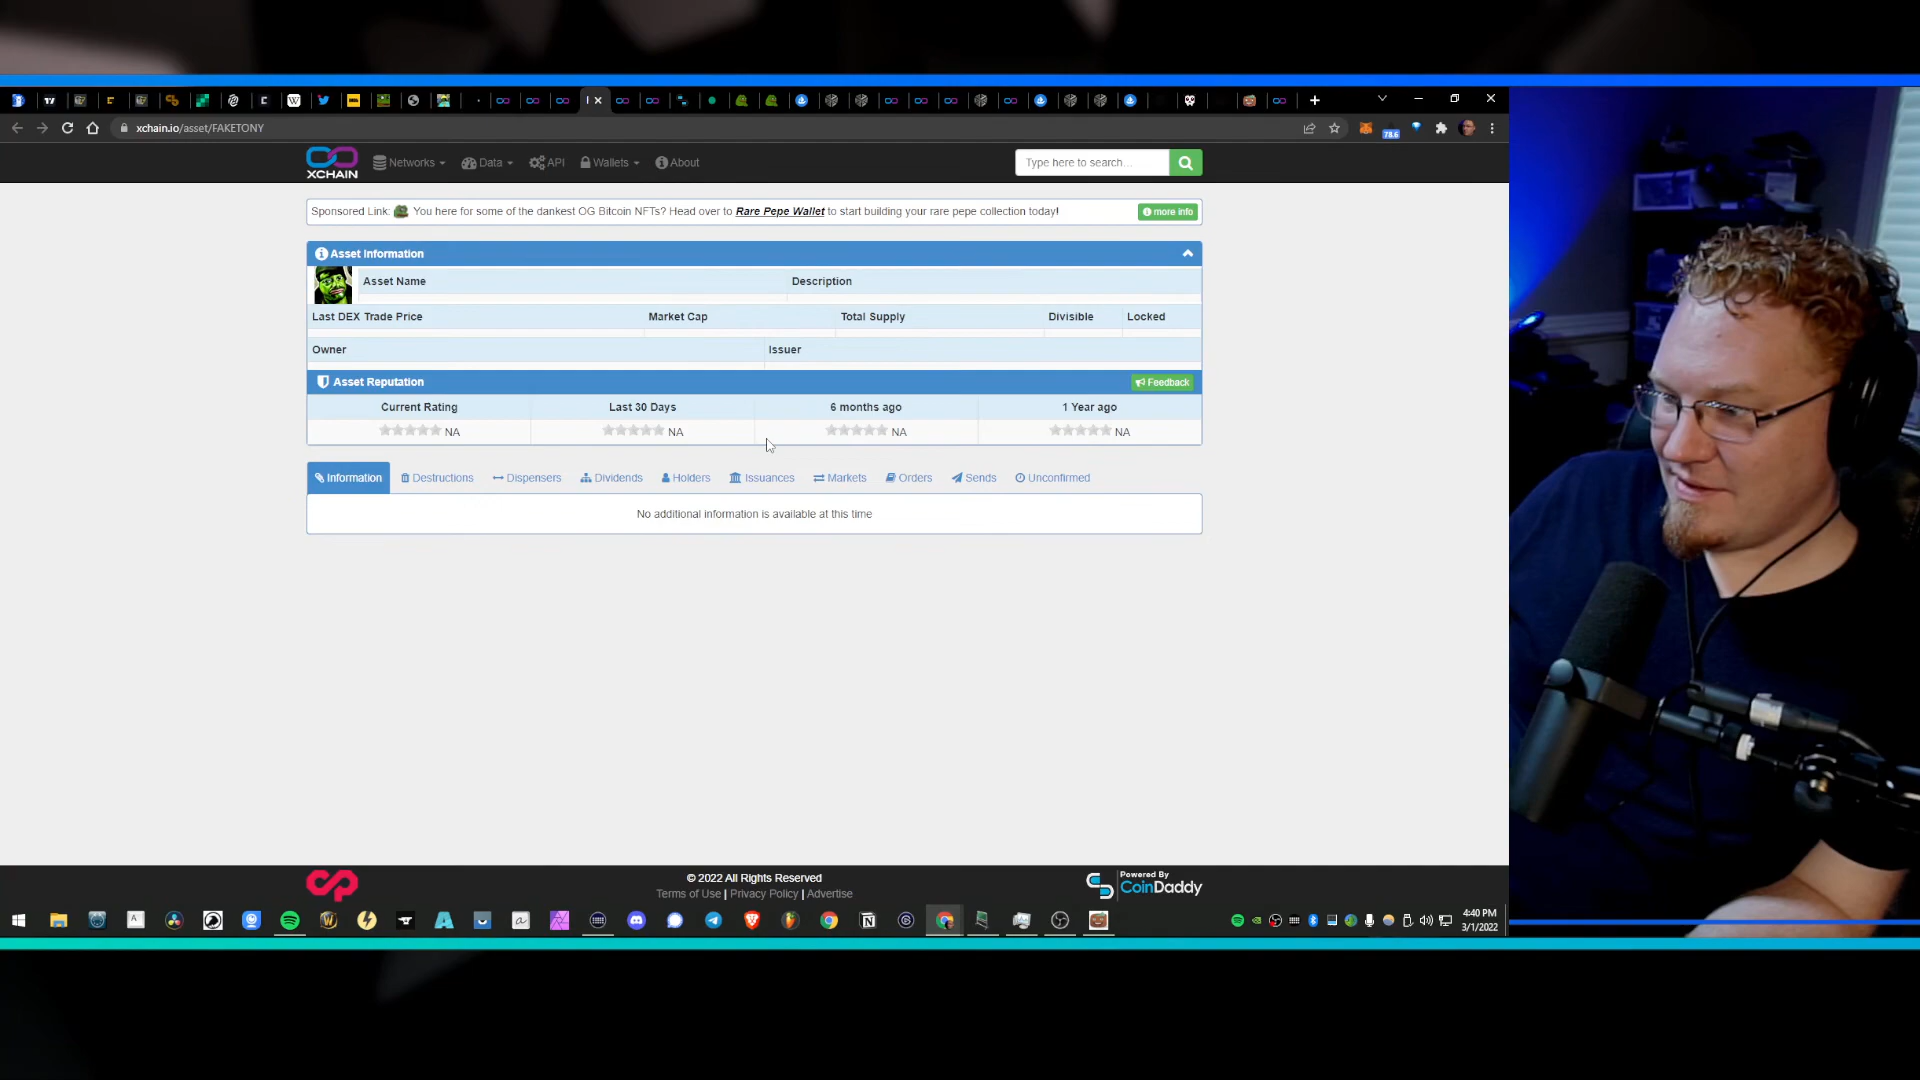 xchain.io/asset/FAKETONY
78.6
XCHAIN
Networks
Data
API
Wallets
About
Type here to search...
Sponsored Link: You here for some of the dankest OG Bitcoin NFTs? Head over to Rare Pepe Wallet to start building your rare pepe collection today!
more info
Asset Information
Asset Name
Description
Last DEX Trade Price
Market Cap
Total Supply
Divisible
Locked
Owner
Issuer
Asset Reputation
Feedback
Current Rating
Last 30 Days
6 months ago
1 Year ago
NA
NA
NA
NA
Information
Destructions
Dispensers
Dividends
Holders
Issuances
Markets
Orders
Sends
Unconfirmed
No additional information is available at this time
© 2022 All Rights Reserved
Terms of Use | Privacy Policy | Advertise
Powered By
CoinDaddy
4:40 PM
3/1/2022